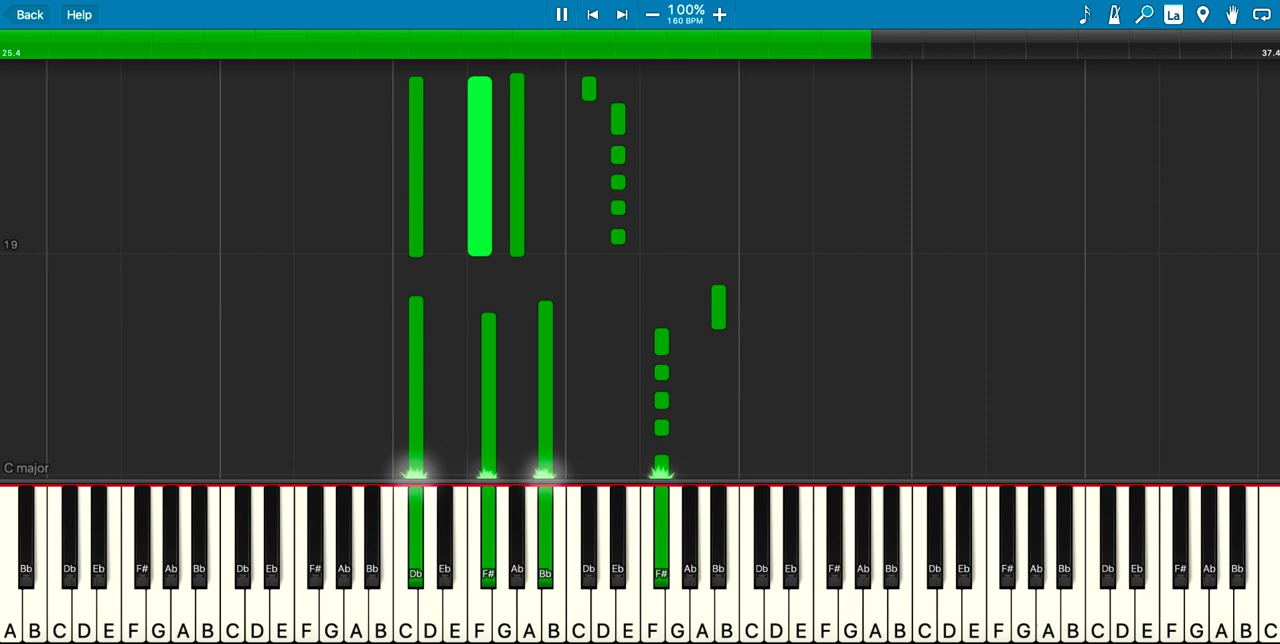 Back Help 100% La
160 BPM
25.4 37.4
19
C major
Bb Db Eb F# Ab Bb Db Eb F# Ab Bb Db Eb F# Ab Bb Db Eb F# Ab Bb Db Eb F# Ab Bb Db Eb F# Ab Bb Db Eb F# Ab Bb
A B C D E F G A B C D E F G A B C D E F G A B C D E F G A B C D E F G A B C D E F G A B C D E F G A B C